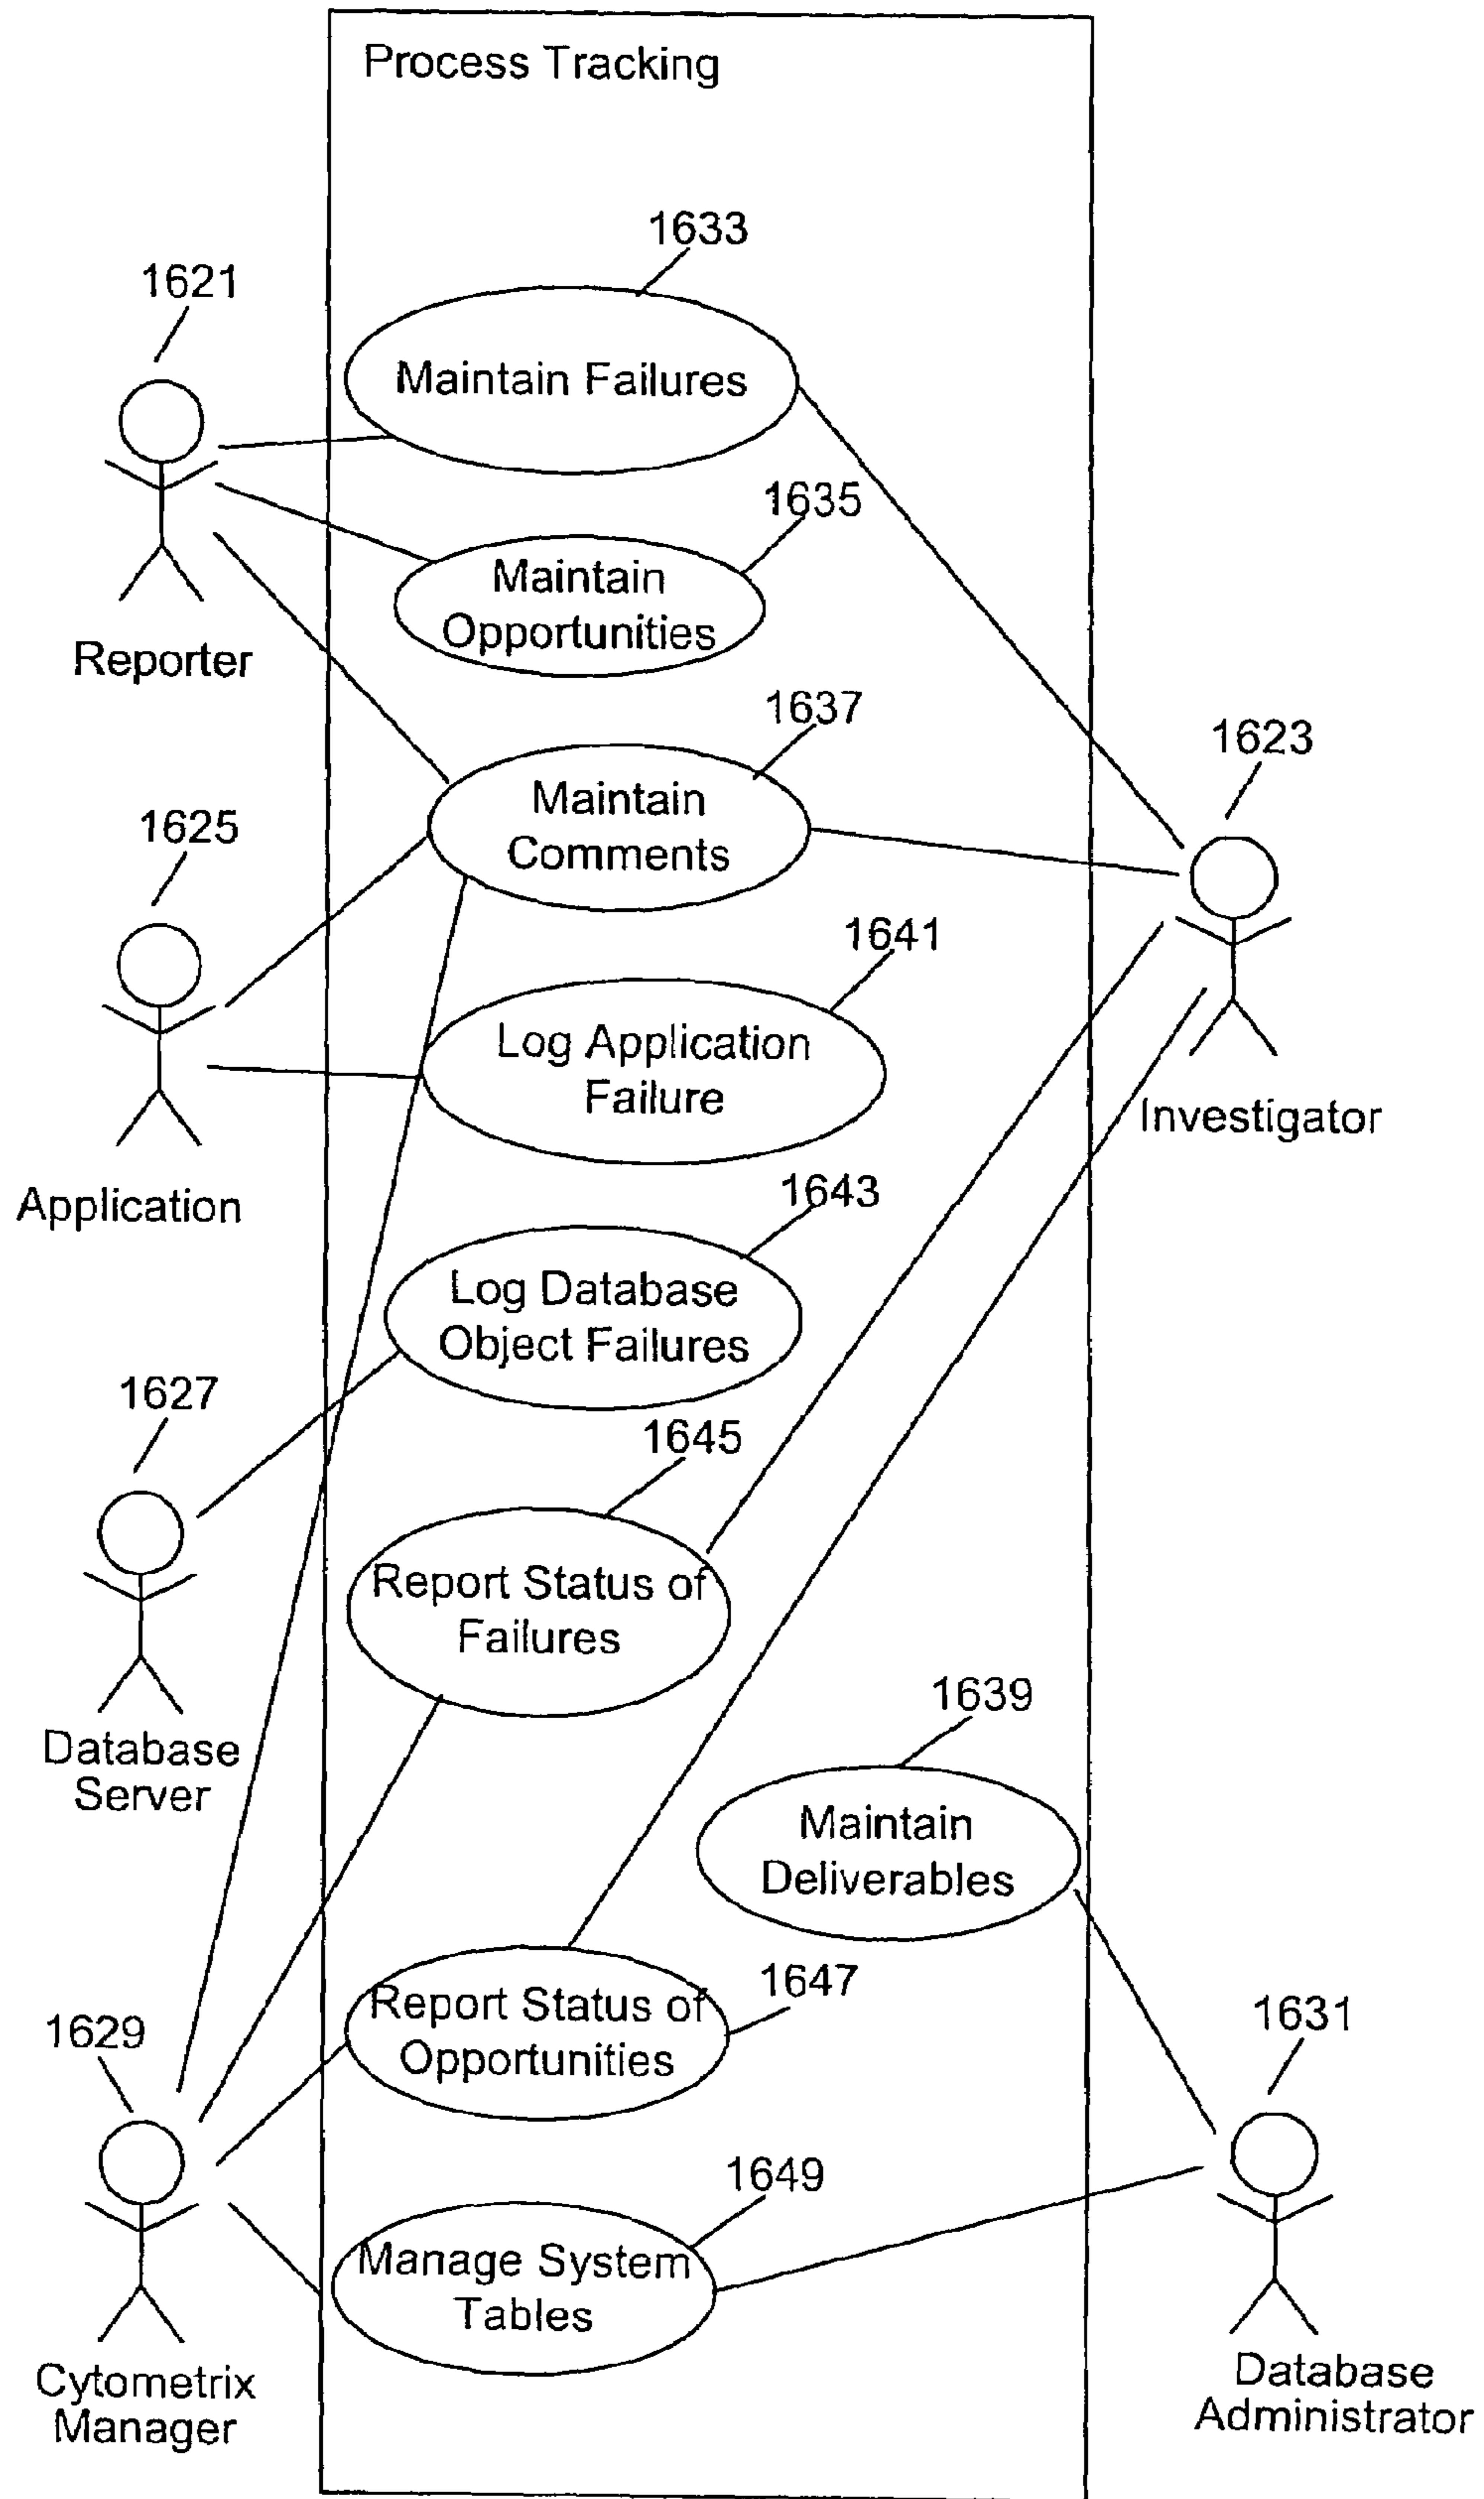 Process Tracking
1633
1621
Maintain Failures
1635
Maintain
Opportunities
Reporter
1637
1623
Maintain
Comments
1625
1641
Log Application
Failure
Investigator
1643
Application
Log Database
Object Failures
1627
1645
Report Status of
Failures
1639
Database
Server
Maintain
Deliverables
1647
Report Status of
Opportunities
1629
1631
1649
Manage System
Tables
Cytometrix
Manager
Database
Administrator